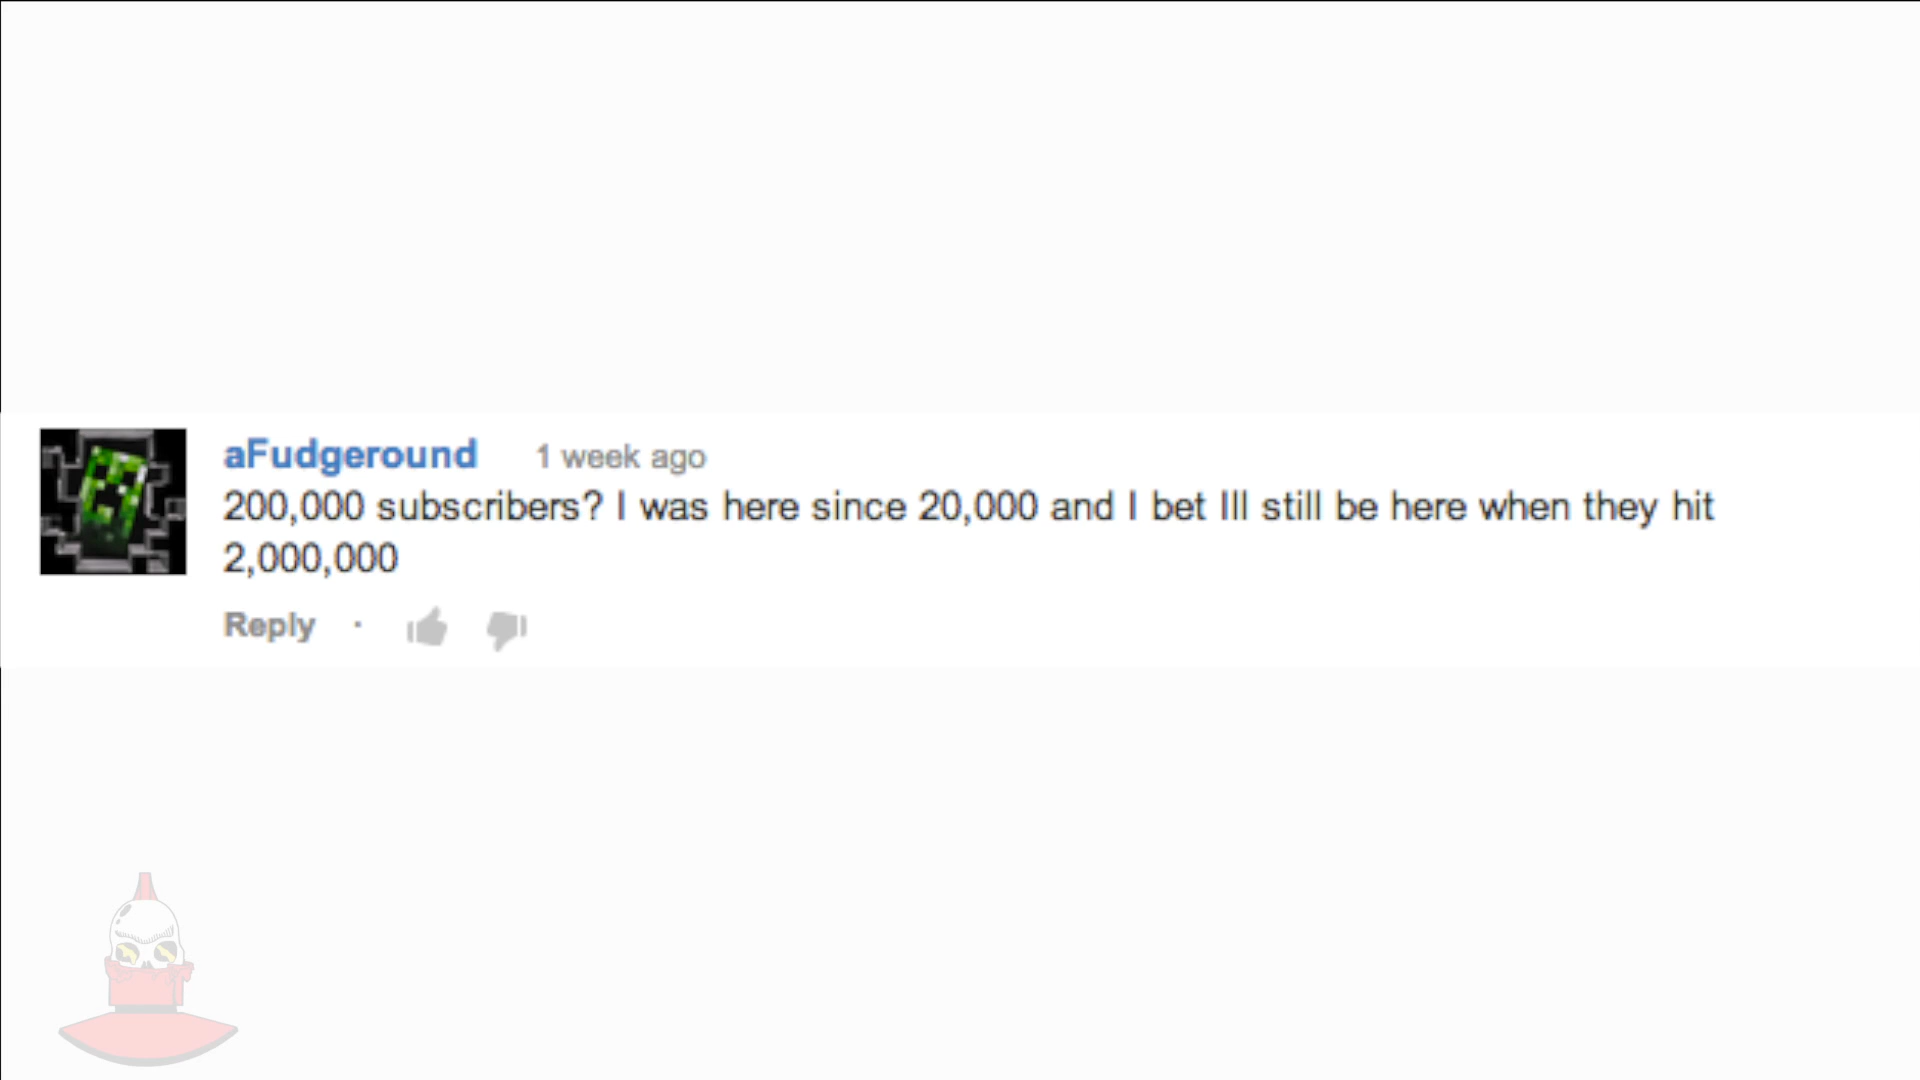 aFudgeround 1 week ago
200,000 subscribers? I was here since 20,000 and I bet Ill still be here when they hit
2,000,000
Reply ·